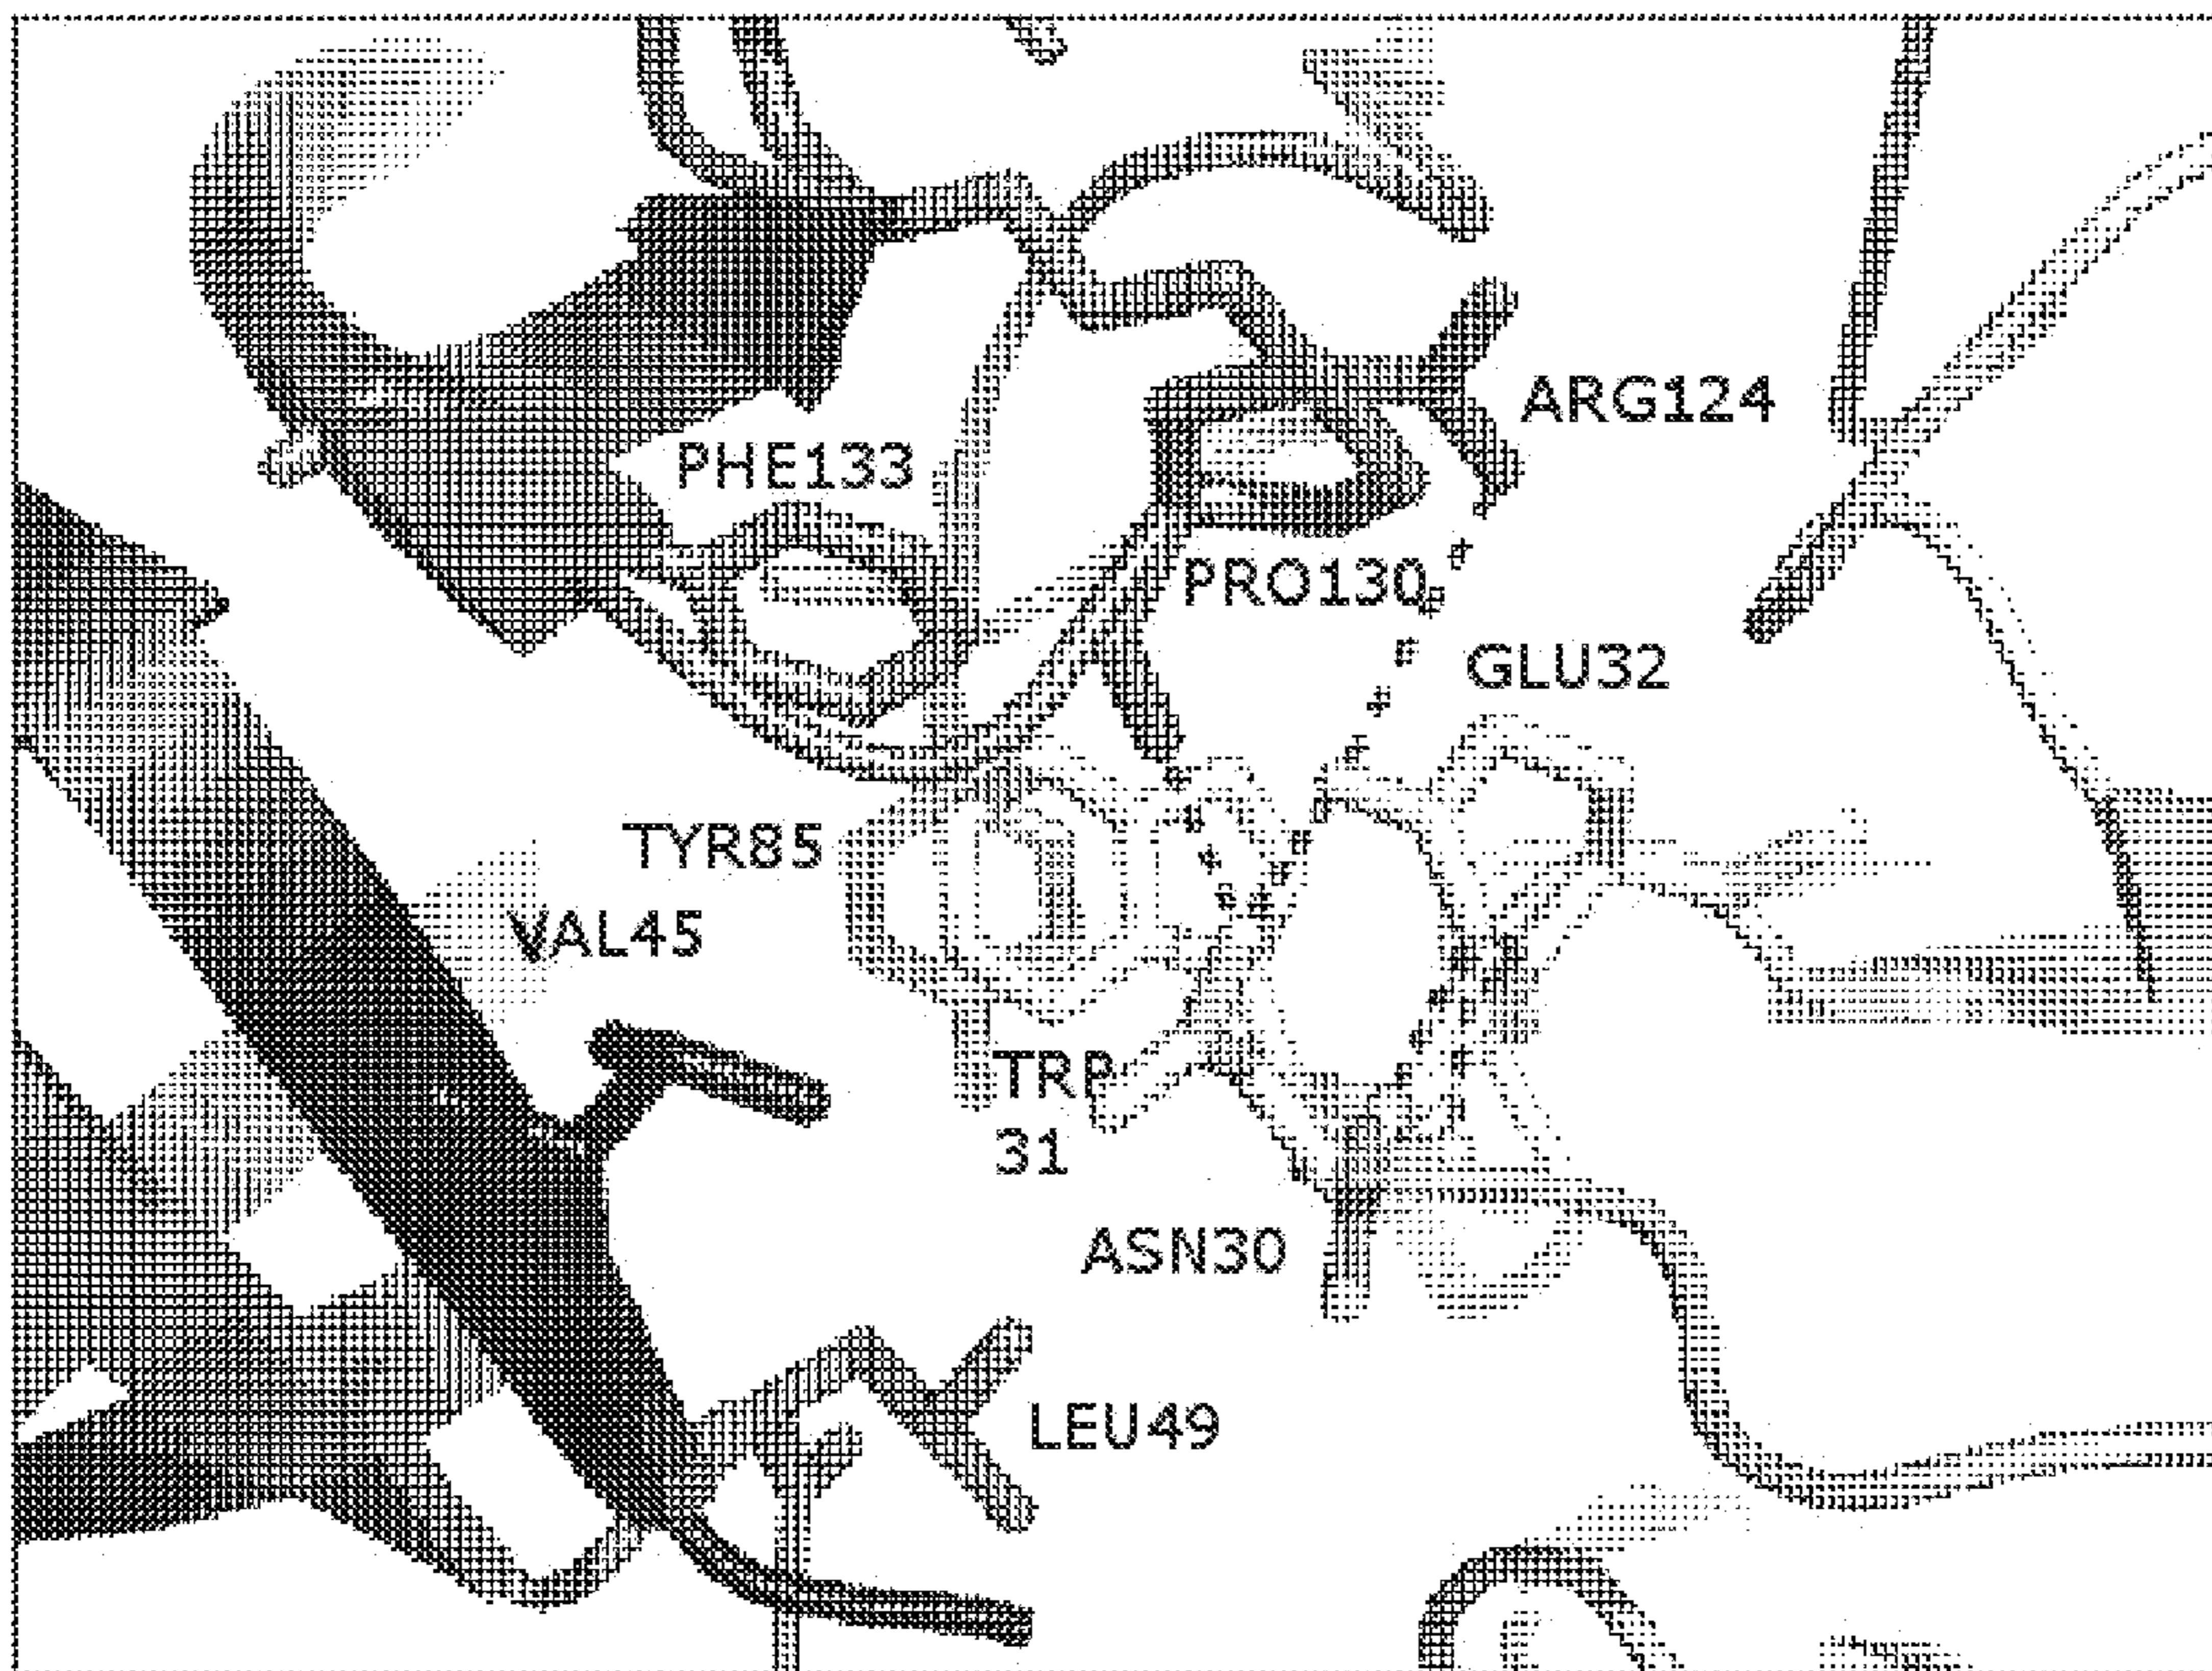 ARG124
PHE133
PRO130
GLU32
TYR85
VAL45
TRP
31
ASN30
LEU49